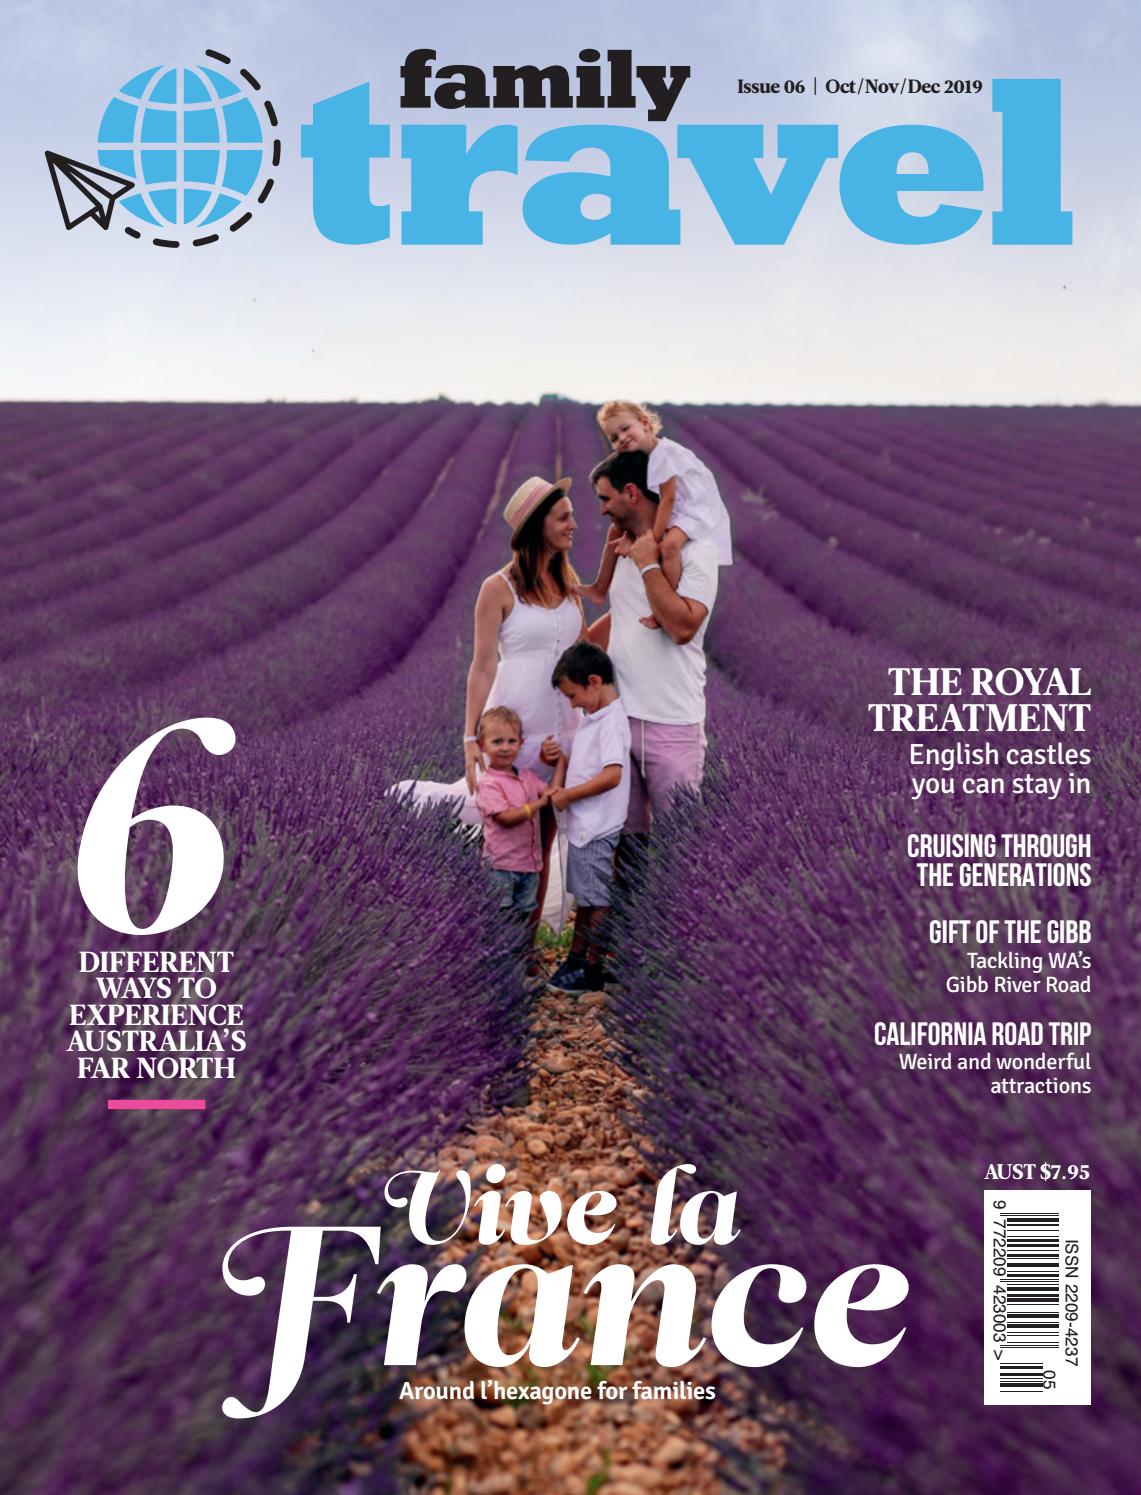 family
Issue 06 | Oct/Nov/Dec 2019
travel
THE ROYAL
TREATMENT
English castles
you can stay in
CRUISING THROUGH
THE GENERATIONS
GIFT OF THE GIBB
Tackling WA's
Gibb River Road
CALIFORNIA ROAD TRIP
Weird and wonderful
attractions
6
DIFFERENT
WAYS TO
EXPERIENCE
AUSTRALIA'S
FAR NORTH
Vive la
France
Around l'hexagone for families
AUST $7.95
ISSN 2209-4237
9 772209 423003 >
05